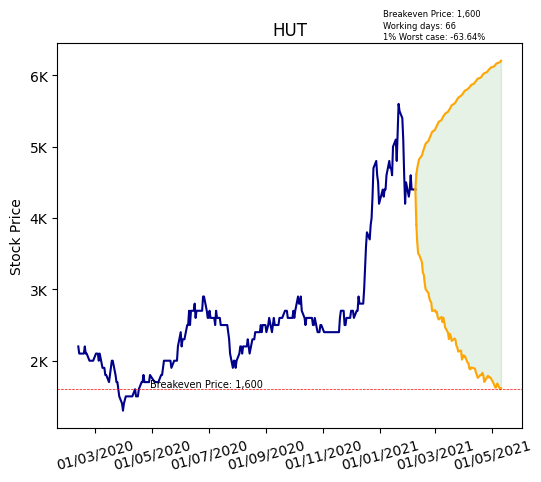 Breakeven Price: 1,600
Working days: 66
1% Worst case: -63.64%
HUT
Stock Price
6K
5K
4K
3K
2K
Breakeven Price: 1,600
01/03/2020
01/05/2020
01/07/2020
01/09/2020
01/11/2020
01/01/2021
01/03/2021
01/05/2021